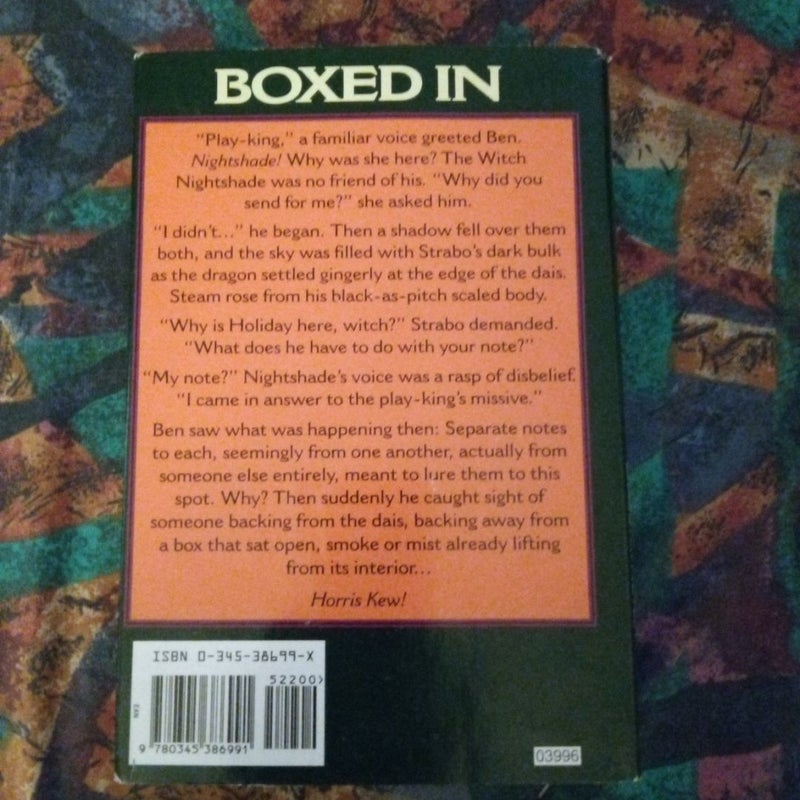 BOXED IN
"Play-king," a familiar voice greeted Ben.
Nightshade! Why was she here? The Witch
Nightshade was no friend of his. "Why did you
send for me?" she asked him.
"I didn't..." he began. Then a shadow fell over them
both, and the sky was filled with Strabo's dark bulk
as the dragon settled gingerly at the edge of the dais.
Steam rose from his black-as-pitch scaled body.
"Why is Holiday here, witch?" Strabo demanded.
"What does he have to do with your note?"
"My note?" Nightshade's voice was a rasp of disbelief.
"I came in answer to the play-king's missive."
Ben saw what was happening then: Separate notes
to each, seemingly from one another, actually from
someone else entirely, meant to lure them to this
spot. Why? Then suddenly he caught sight of
someone backing from the dais, backing away from
a box that sat open, smoke or mist already lifting
from its interior...
Horris Kew!
ISBN 0-345-38699-X
52200>
EAN
9 780345 386991
03996